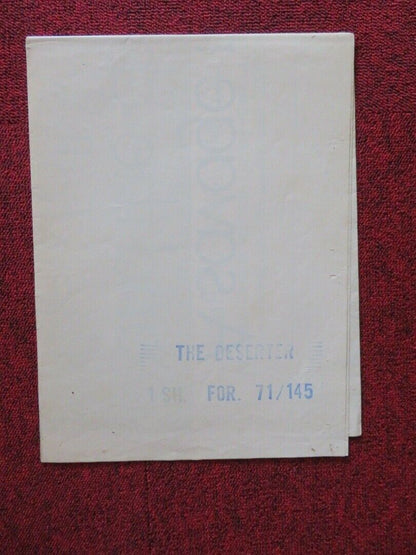 THE DESERTER
1 SH. FOR. 71/145